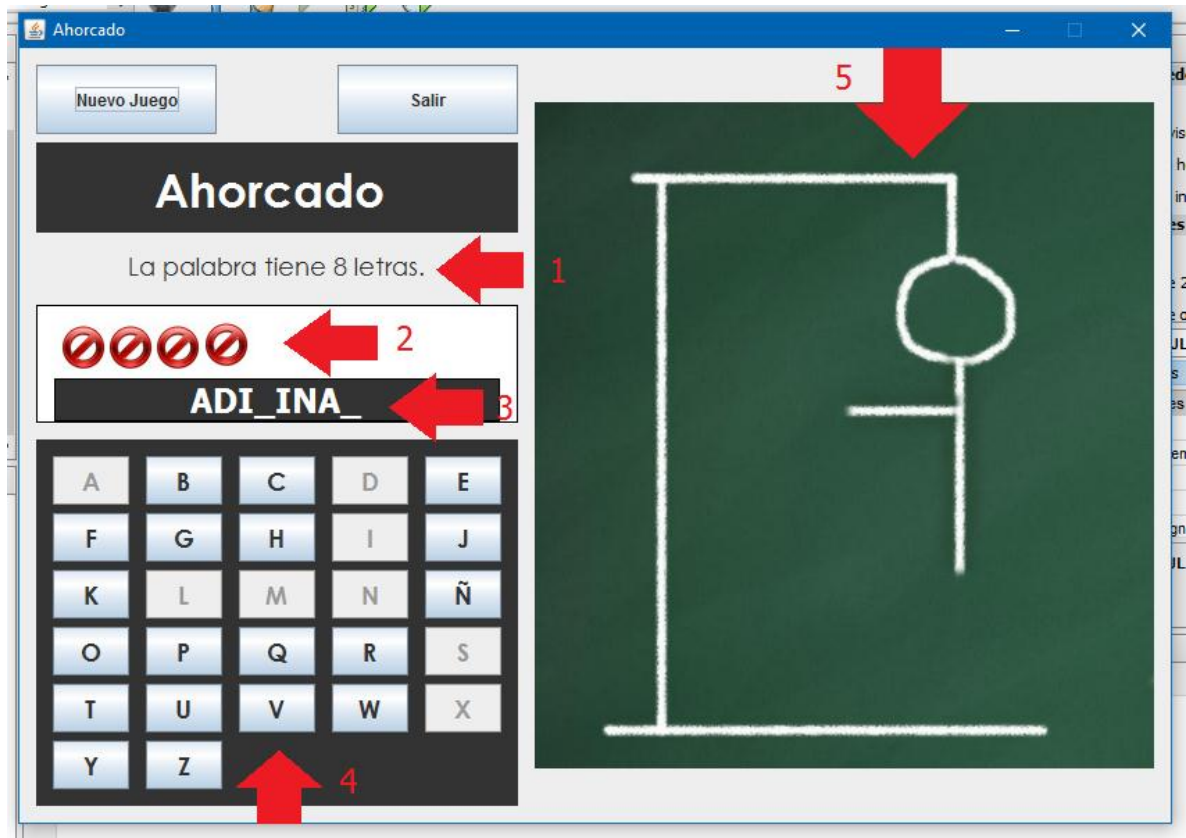 Ahorcado
5
Nuevo Juego Salir
Ahorcado
La palabra tiene 8 letras.
1
2
ADI_INA_
3
A B C D E
F G H I J
K L M N Ñ
O P Q R S
T U V W X
Y Z
4